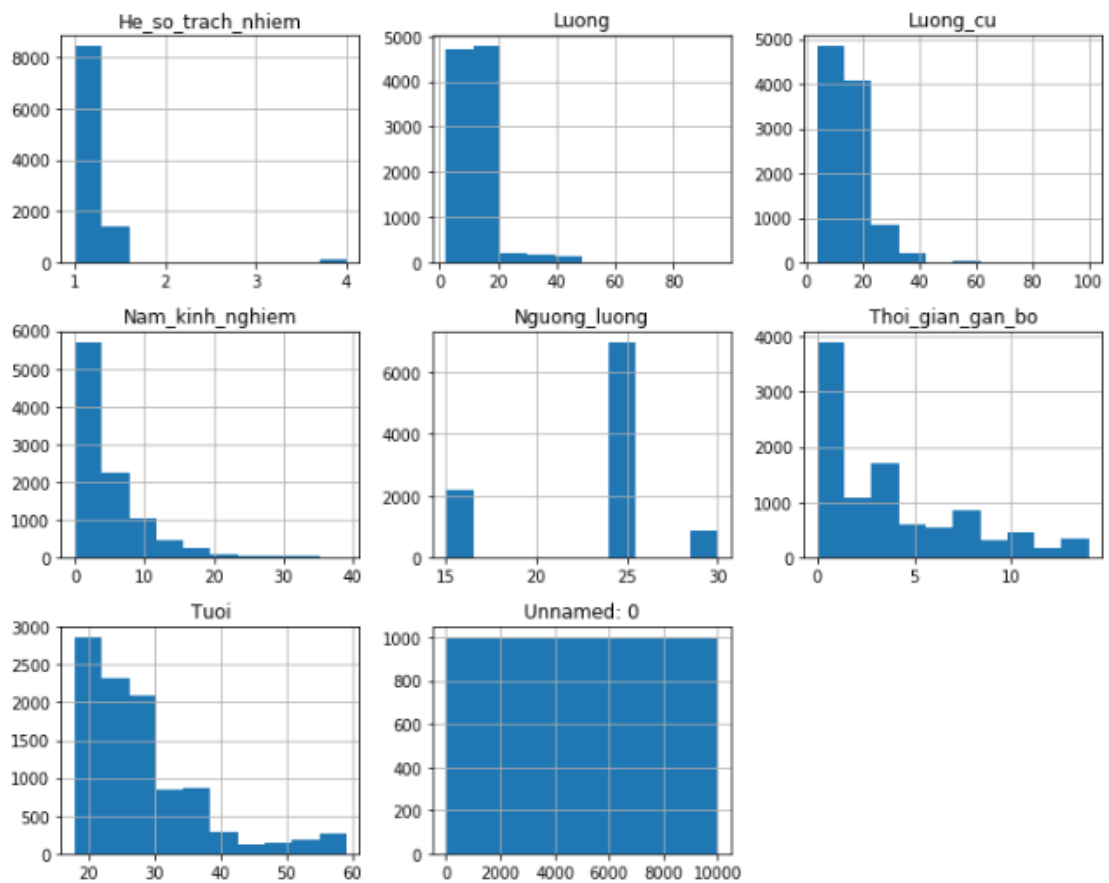 He_so_trach_nhiem
8000
6000
4000
2000
0
1 2 3 4
Luong
5000
4000
3000
2000
1000
0
0 20 40 60 80
Luong_cu
5000
4000
3000
2000
1000
0
0 20 40 60 80 100
Nam_kinh_nghiem
6000
5000
4000
3000
2000
1000
0
0 10 20 30 40
Nguong_luong
6000
4000
2000
0
15 20 25 30
Thoi_gian_gan_bo
4000
3000
2000
1000
0
0 5 10
Tuoi
3000
2500
2000
1500
1000
500
0
20 30 40 50 60
Unnamed: 0
1000
800
600
400
200
0
0 2000 4000 6000 8000 10000